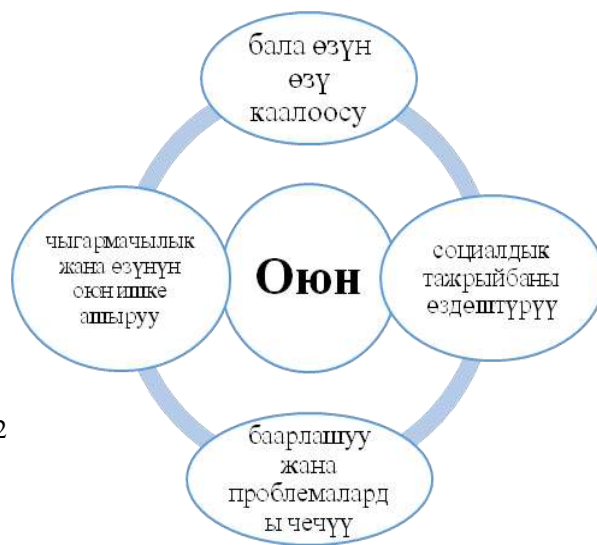 бала өзүн
өзү
каалоосу
чыгармачылык
жана өзүнүн
оюн ишке
ашыруу
Оюн
социалдык
тажрыйбаны
өздөштүрүү
2
баарлашуу
жана
проблемалард
ы чечүү